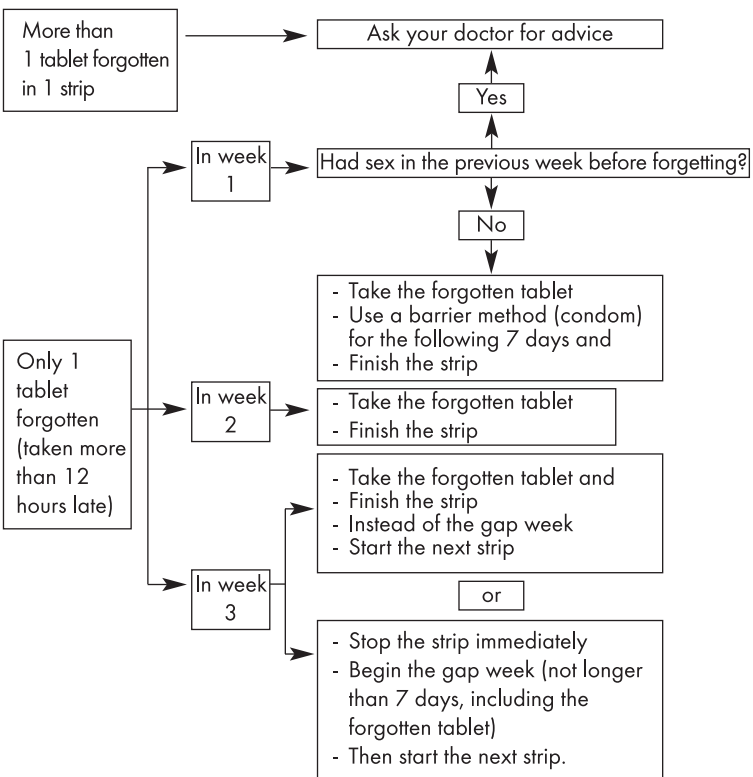 More than
1 tablet forgotten
in 1 strip
Ask your doctor for advice
Yes
In week
1
Had sex in the previous week before forgetting?
No
- Take the forgotten tablet
- Use a barrier method (condom)
for the following 7 days and
- Finish the strip
Only 1
tablet
forgotten
(taken more
than 12
hours late)
In week
2
- Take the forgotten tablet
- Finish the strip
- Take the forgotten tablet and
- Finish the strip
- Instead of the gap week
- Start the next strip
In week
3
or
- Stop the strip immediately
- Begin the gap week (not longer
than 7 days, including the
forgotten tablet)
- Then start the next strip.